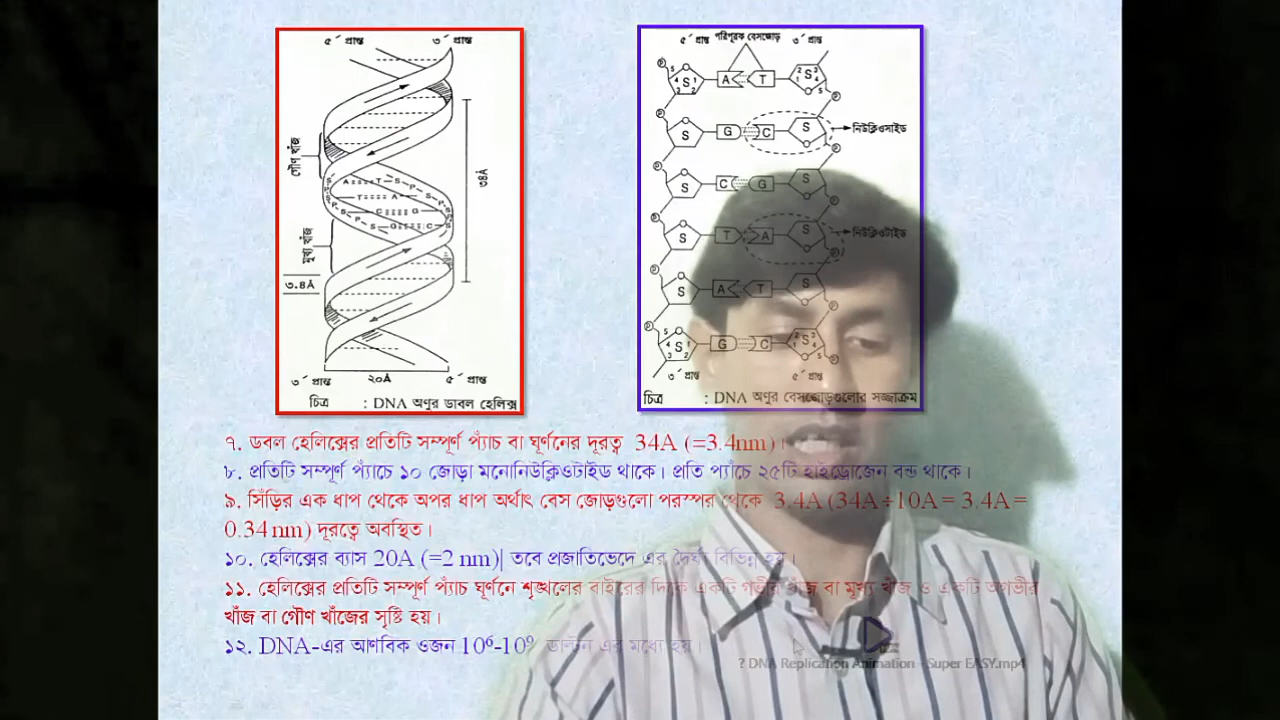 ৫´ প্রান্ত ৩´ প্রান্ত
গৌণ খাঁজ
৩৪Å
মুখ্য খাঁজ
৩.৪Å
৩´ প্রান্ত ২০Å ৫´ প্রান্ত
চিত্র : DNA অণুর ডাবল হেলিক্স
৫´ প্রান্ত পরিপূরক বেসজোড় ৩´ প্রান্ত
A T
G C
নিউক্লিওসাইড
C G
T A
নিউক্লিওটাইড
A T
G C
৩´ প্রান্ত ৫´ প্রান্ত
চিত্র : DNA অণুর বেসজোড়গুলোর সজ্জাক্রম
৭. ডবল হেলিক্সের প্রতিটি সম্পূর্ণ প্যাঁচ বা ঘূর্ণনের দূরত্ব 34A (=3.4nm)।
৮. প্রতিটি সম্পূর্ণ প্যাঁচে ১০ জোড়া মনোনিউক্লিওটাইড থাকে। প্রতি প্যাঁচে ২৫টি হাইড্রোজেন বন্ড থাকে।
৯. সিঁড়ির এক ধাপ থেকে অপর ধাপ অর্থাৎ বেস জোড়গুলো পরস্পর থেকে 3.4A (34A ÷10A = 3.4A =
0.34 nm) দূরত্বে অবস্থিত।
১০. হেলিক্সের ব্যাস 20A (=2 nm)| তবে প্রজাতিভেদে এর দৈর্ঘ্য বিভিন্ন হয়।
১১. হেলিক্সের প্রতিটি সম্পূর্ণ প্যাঁচ ঘূর্ণনে শৃঙ্খলের বাইরের দিকে একটি গভীর খাঁজ বা মুখ্য খাঁজ ও একটি অগভীর
খাঁজ বা গৌণ খাঁজের সৃষ্টি হয়।
১২. DNA-এর আণবিক ওজন 10⁶-10⁹ ডাল্টন এর মধ্যে হয়।
? DNA Replication Animation - Super EASY.mp4